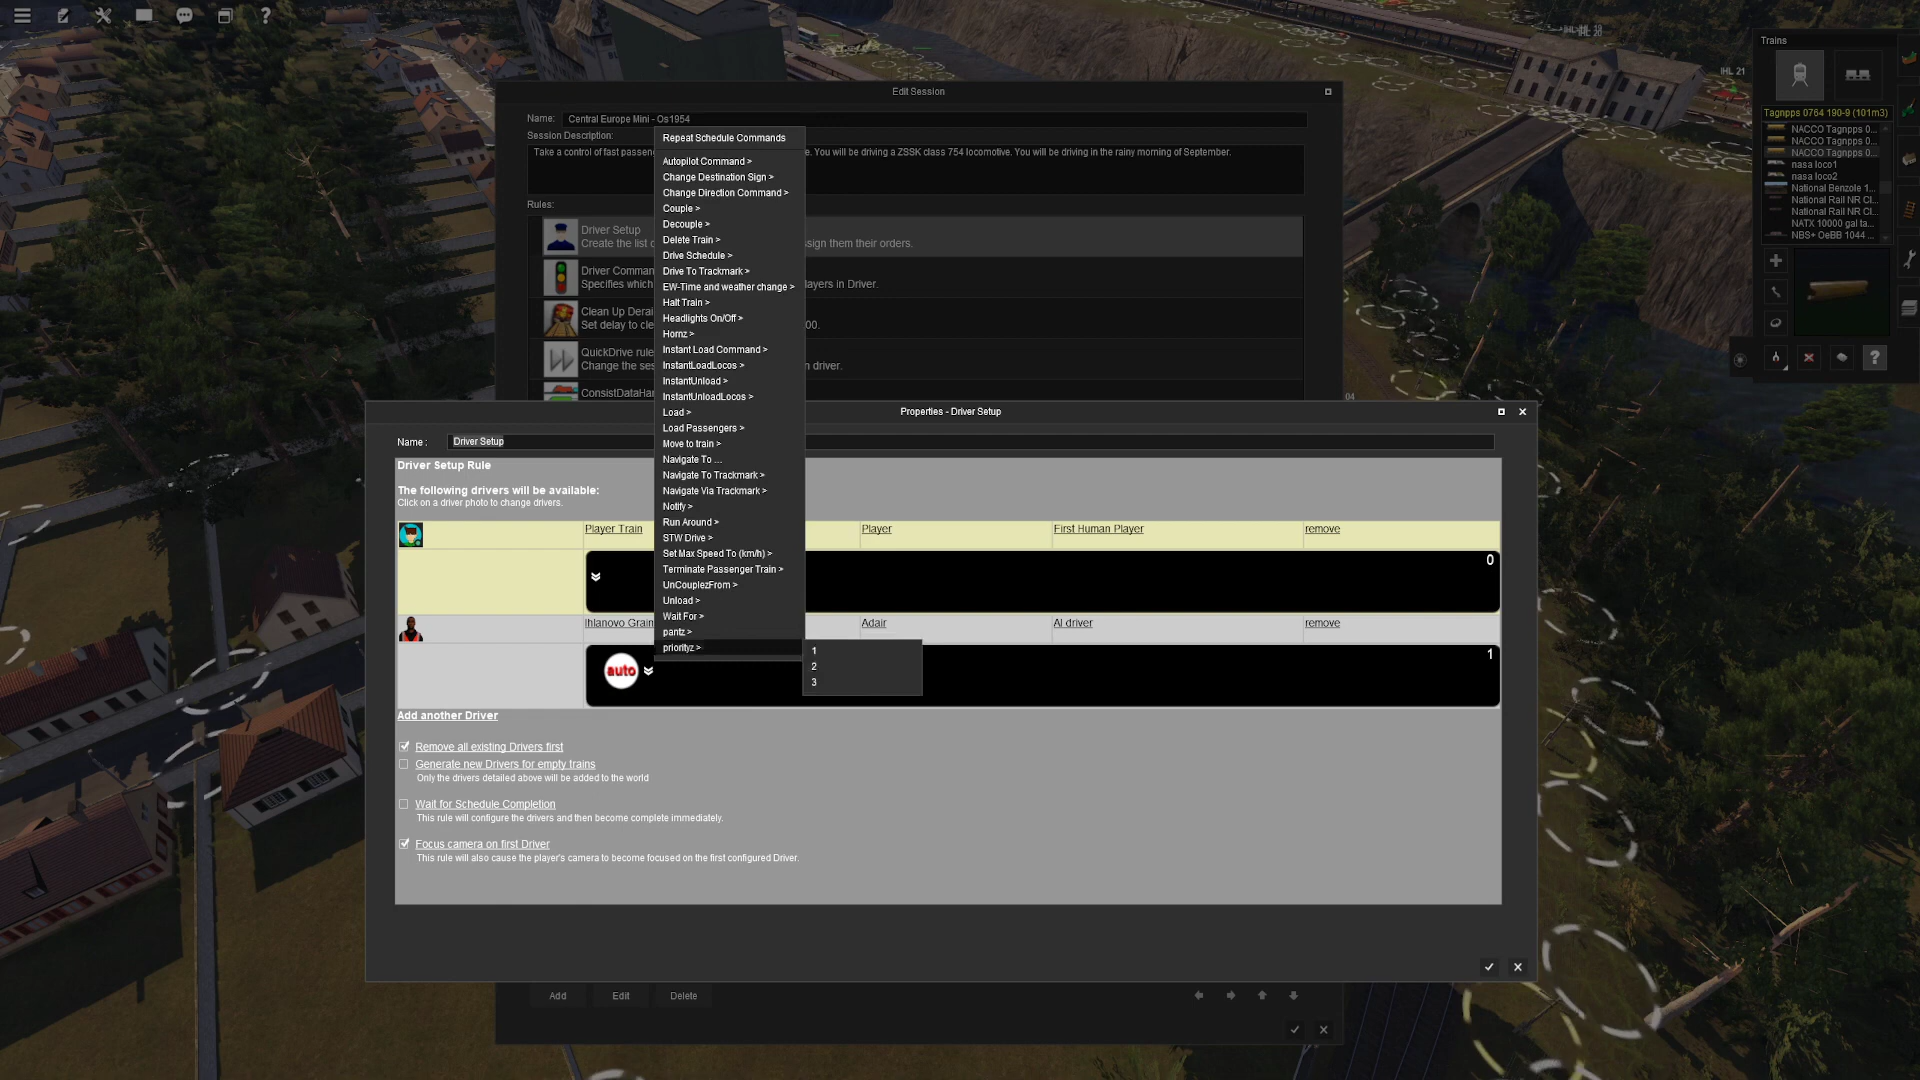 IHL 20
IHL 21
Trains
Tagnpps 0764 190-9 (101m3)
NACCO Tagnpps 0...
NACCO Tagnpps 0...
NACCO Tagnpps 0...
nasa loco1
nasa loco2
National Benzole 1...
National Rail NR Cl...
National Rail NR Cl...
NATX 10000 gal ta...
NBS+ OeBB 1044 ...
?
?
Edit Session
Name: Central Europe Mini - Os1954
Session Description:
Take a control of fast passen
e. You will be driving a ZSSK class 754 locomotive. You will be driving in the rainy morning of September.
Rules:
Driver Setup
Create the list o
sign them their orders.
Driver Comman
Specifies which
ayers in Driver.
Clean Up Derai
Set delay to cle
00.
QuickDrive rule
Change the ses
n driver.
ConsistDataHan
04
Repeat Schedule Commands
Autopilot Command >
Change Destination Sign >
Change Direction Command >
Couple >
Decouple >
Delete Train >
Drive Schedule >
Drive To Trackmark >
EW-Time and weather change >
Halt Train >
Headlights On/Off >
Hornz >
Instant Load Command >
InstantLoadLocos >
InstantUnload >
InstantUnloadLocos >
Load >
Load Passengers >
Move to train >
Navigate To ...
Navigate To Trackmark >
Navigate Via Trackmark >
Notify >
Run Around >
STW Drive >
Set Max Speed To (km/h) >
Terminate Passenger Train >
UnCouplezFrom >
Unload >
Wait For >
pantz >
priorityz >
1
2
3
Properties - Driver Setup
Name : Driver Setup
Driver Setup Rule
The following drivers will be available:
Click on a driver photo to change drivers.
Player Train
Player
First Human Player
remove
0
Ihlanovo Grain
Adair
AI driver
remove
auto
1
Add another Driver
Remove all existing Drivers first
Generate new Drivers for empty trains
Only the drivers detailed above will be added to the world
Wait for Schedule Completion
This rule will configure the drivers and then become complete immediately.
Focus camera on first Driver
This rule will also cause the player's camera to become focused on the first configured Driver.
Add
Edit
Delete